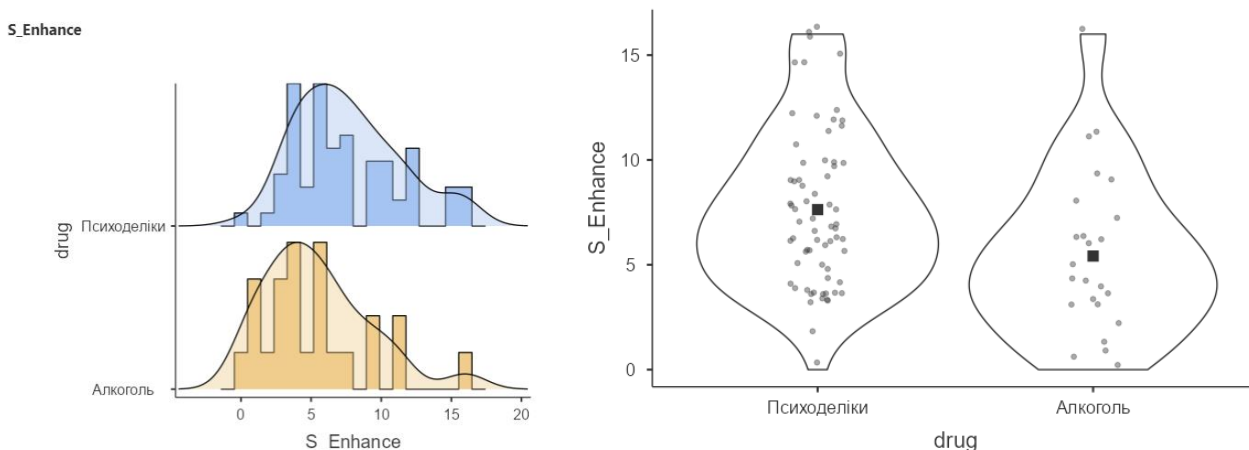 S_Enhance
drug
Психоделіки
Алкоголь
0 5 10 15 20
S_Enhance
S_Enhance
15
10
5
0
Психоделіки Алкоголь
drug